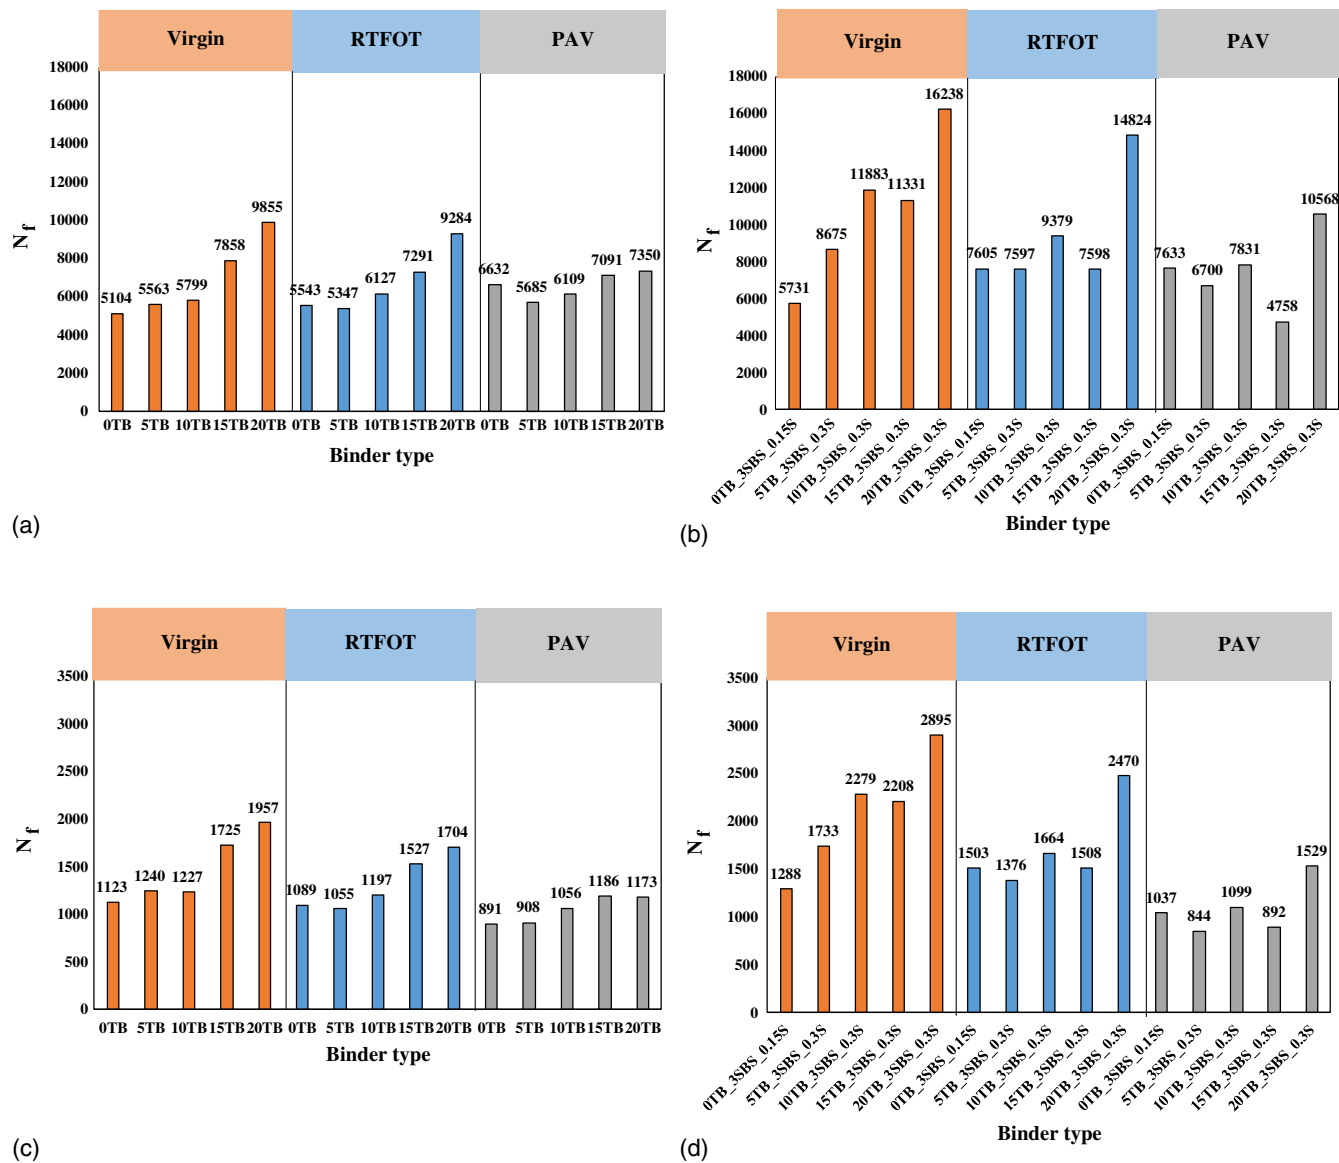 Virgin RTFOT PAV
18000
16000
14000
12000
10000
8000
6000
4000
2000
0
N_f
5104 5563 5799 7858 9855 5543 5347 6127 7291 9284 6632 5685 6109 7091 7350
0TB 5TB 10TB 15TB 20TB 0TB 5TB 10TB 15TB 20TB 0TB 5TB 10TB 15TB 20TB
Binder type
(a)
Virgin RTFOT PAV
18000
16000
14000
12000
10000
8000
6000
4000
2000
0
N_f
5731 8675 11883 11331 16238 7605 7597 9379 7598 14824 7633 6700 7831 4758 10568
0TB_3SBS_0.15S 5TB_3SBS_0.3S 10TB_3SBS_0.3S 15TB_3SBS_0.3S 20TB_3SBS_0.3S 0TB_3SBS_0.15S 5TB_3SBS_0.3S 10TB_3SBS_0.3S 15TB_3SBS_0.3S 20TB_3SBS_0.3S 0TB_3SBS_0.15S 5TB_3SBS_0.3S 10TB_3SBS_0.3S 15TB_3SBS_0.3S 20TB_3SBS_0.3S
Binder type
(b)
Virgin RTFOT PAV
3500
3000
2500
2000
1500
1000
500
0
N_f
1123 1240 1227 1725 1957 1089 1055 1197 1527 1704 891 908 1056 1186 1173
0TB 5TB 10TB 15TB 20TB 0TB 5TB 10TB 15TB 20TB 0TB 5TB 10TB 15TB 20TB
Binder type
(c)
Virgin RTFOT PAV
3500
3000
2500
2000
1500
1000
500
0
N_f
1288 1733 2279 2208 2895 1503 1376 1664 1508 2470 1037 844 1099 892 1529
0TB_3SBS_0.15S 5TB_3SBS_0.3S 10TB_3SBS_0.3S 15TB_3SBS_0.3S 20TB_3SBS_0.3S 0TB_3SBS_0.15S 5TB_3SBS_0.3S 10TB_3SBS_0.3S 15TB_3SBS_0.3S 20TB_3SBS_0.3S 0TB_3SBS_0.15S 5TB_3SBS_0.3S 10TB_3SBS_0.3S 15TB_3SBS_0.3S 20TB_3SBS_0.3S
Binder type
(d)